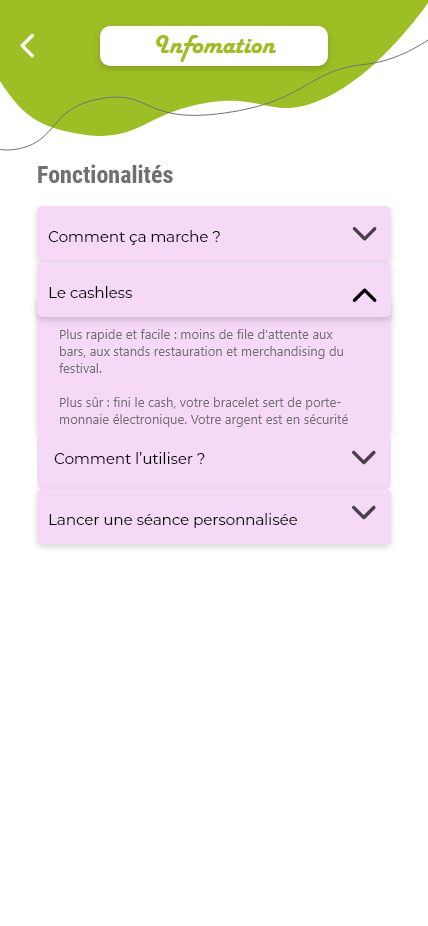 Infomation
Fonctionalités
Comment ça marche ?
Le cashless
Plus rapide et facile : moins de file d'attente aux
bars, aux stands restauration et merchandising du
festival.
Plus sûr : fini le cash, votre bracelet sert de porte-
monnaie électronique. Votre argent est en sécurité
Comment l'utiliser ?
Lancer une séance personnalisée